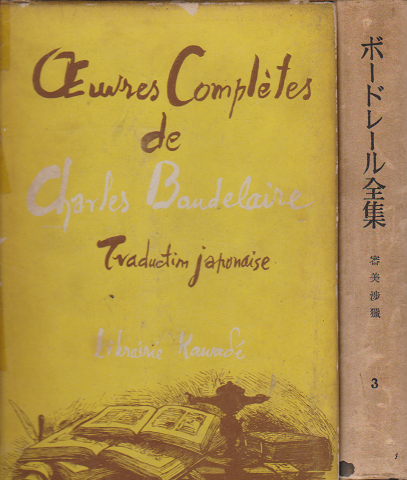 Œuvres Complètes
de
Charles Baudelaire
Traduction japonaise
Librairie Kawadé
ボードレール全集
審美渉獵
3